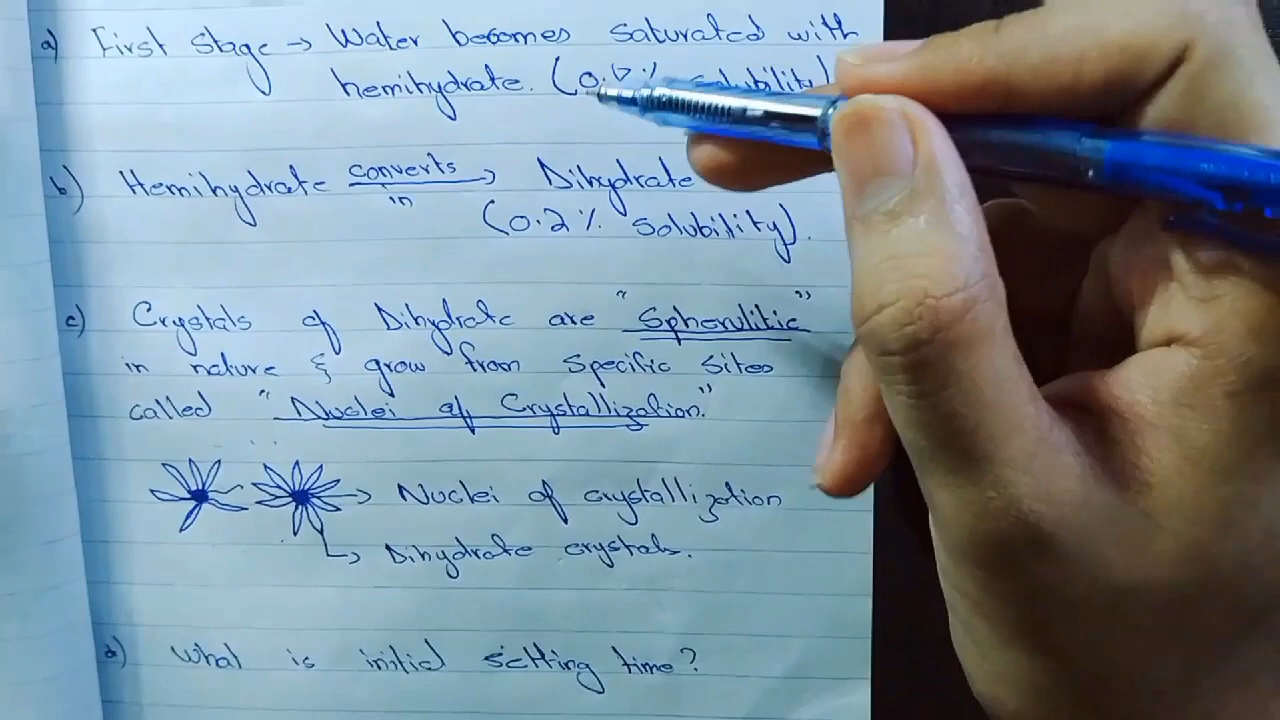 a) First stage → Water becomes saturated with
hemihydrate. ( solubility)
b) Hemihydrate converts in → Dihydrate
(0.2% solubility).
c) Crystals of Dihydrate are "Spherulitic"
in nature & grow from specific sites
called "Nuclei of Crystallization."
→ Nuclei of crystallization
→ Dihydrate crystals.
d) What is initial setting time?